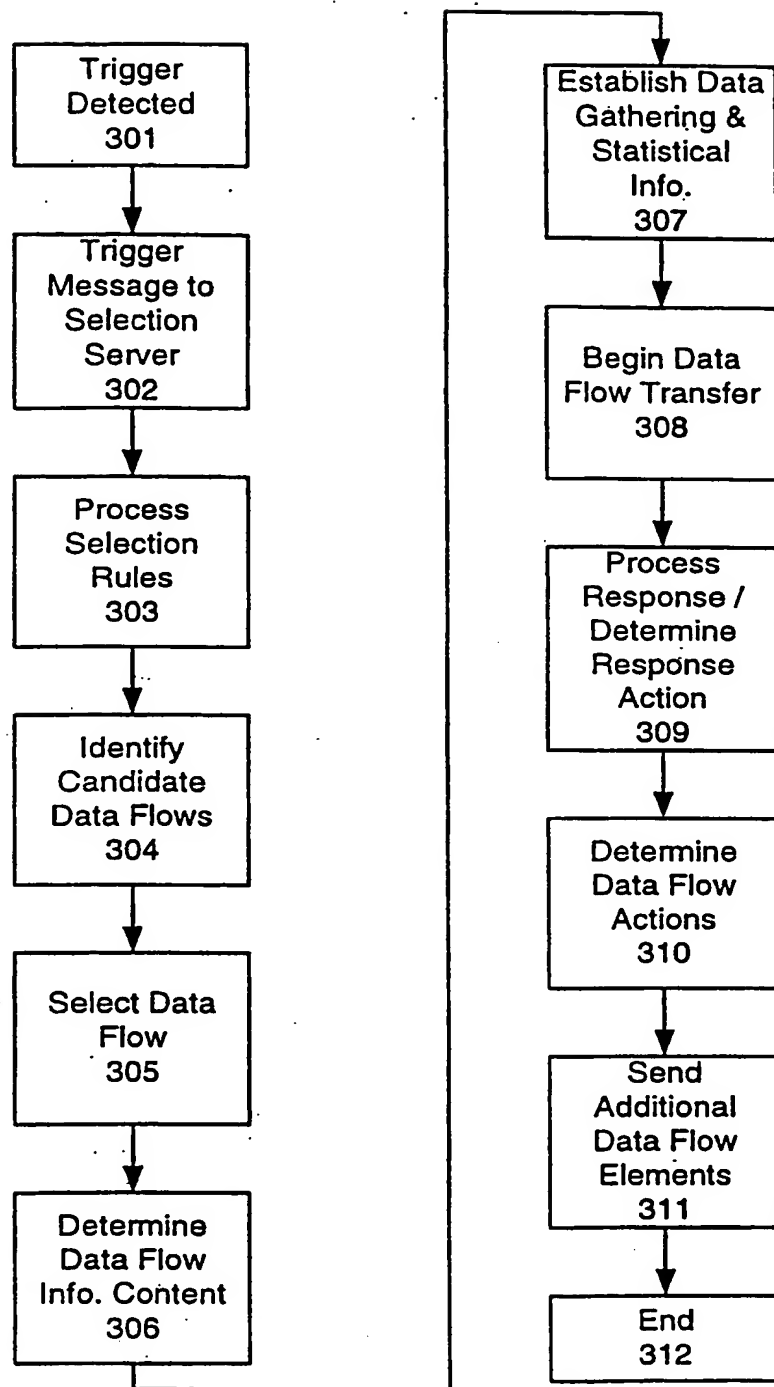 Trigger
Detected
301
Trigger
Message to
Selection
Server
302
Process
Selection
Rules
303
Identify
Candidate
Data Flows
304
Select Data
Flow
305
Determine
Data Flow
Info. Content
306
Establish Data
Gathering &
Statistical
Info.
307
Begin Data
Flow Transfer
308
Process
Response /
Determine
Response
Action
309
Determine
Data Flow
Actions
310
Send
Additional
Data Flow
Elements
311
End
312